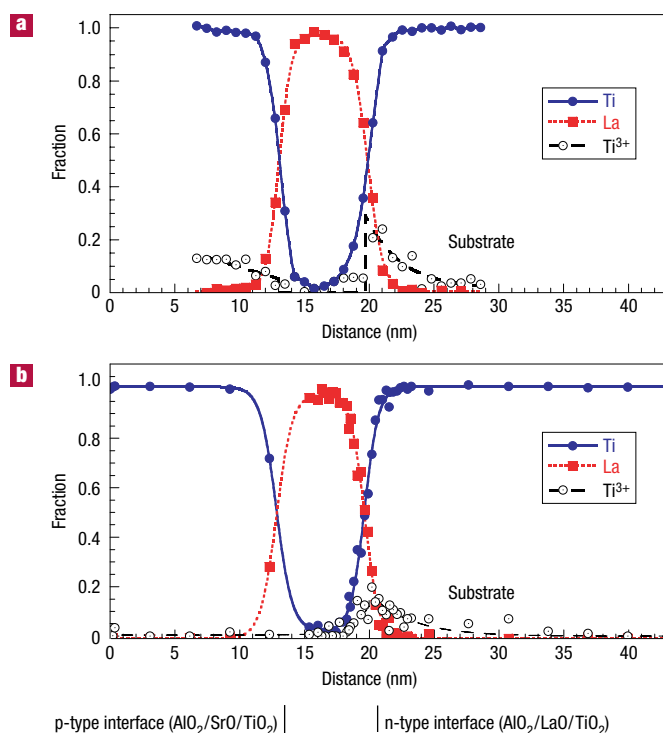 a
1.0
0.8
0.6
0.4
0.2
0
Fraction
Ti
La
Ti³⁺
Substrate
0 5 10 15 20 25 30 35 40
Distance (nm)
b
1.0
0.8
0.6
0.4
0.2
0
Fraction
Ti
La
Ti³⁺
Substrate
0 5 10 15 20 25 30 35 40
Distance (nm)
p-type interface (AlO₂/SrO/TiO₂) n-type interface (AlO₂/LaO/TiO₂)